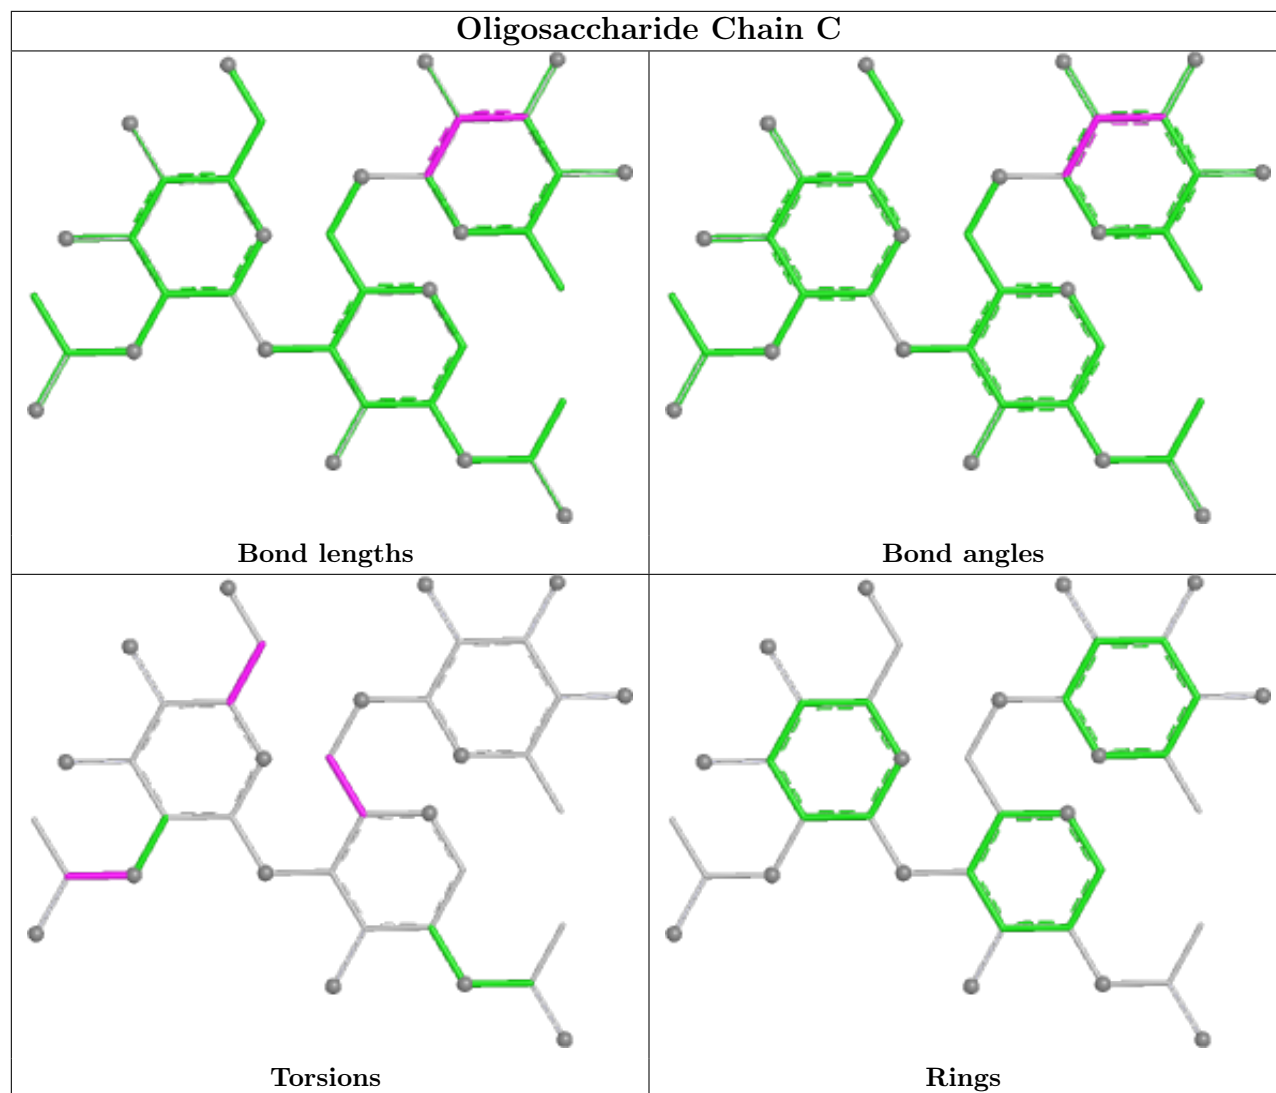 Oligosaccharide Chain C
Bond lengths
Bond angles
Torsions
Rings